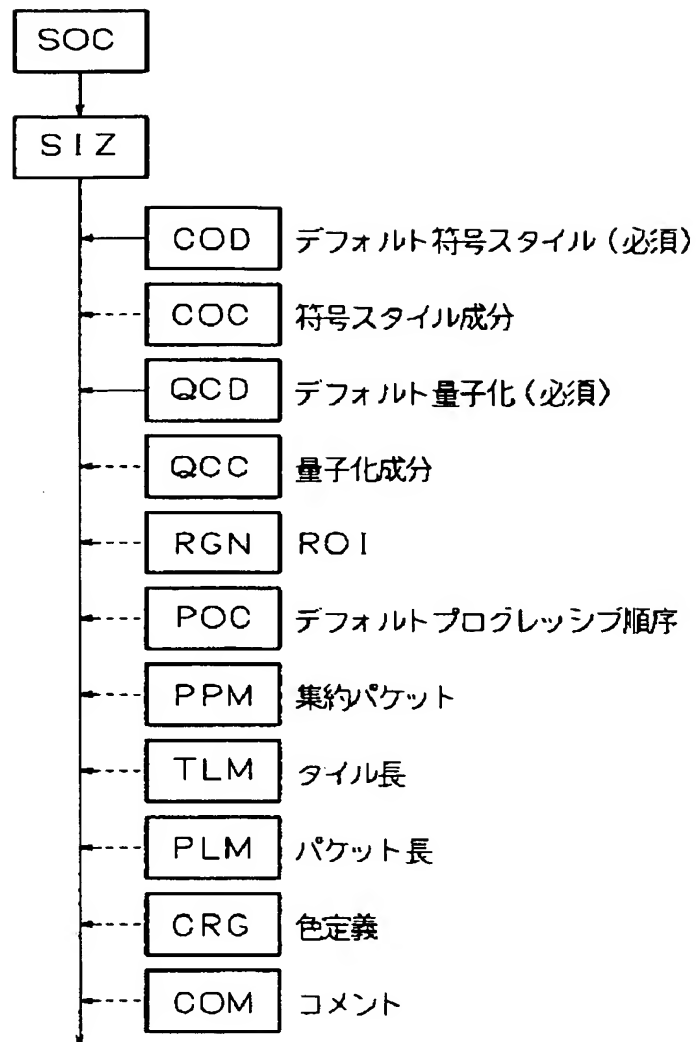 SOC
SIZ
COD デフォルト符号スタイル（必須）
COC 符号スタイル成分
QCD デフォルト量子化（必須）
QCC 量子化成分
RGN ROI
POC デフォルトプログレッシブ順序
PPM 集約パケット
TLM タイル長
PLM パケット長
CRG 色定義
COM コメント